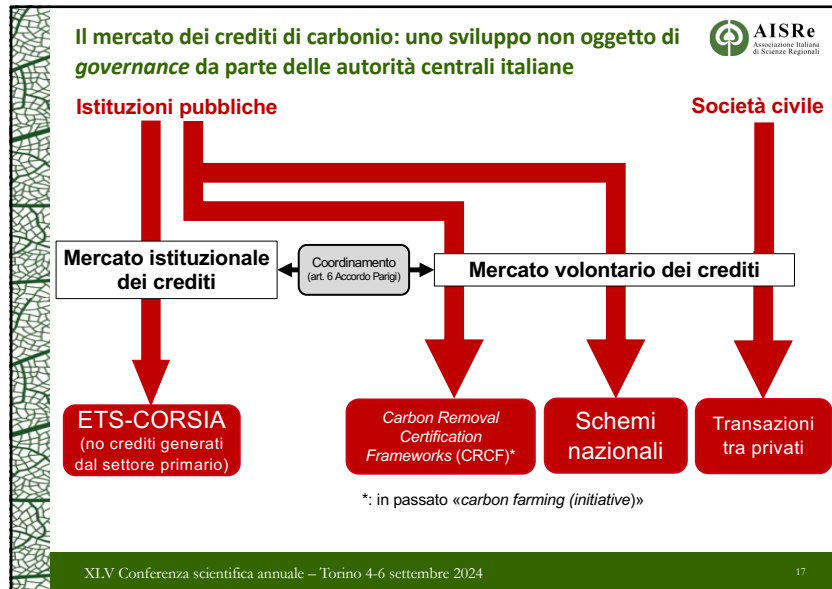 Il mercato dei crediti di carbonio: uno sviluppo non oggetto di
governance da parte delle autorità centrali italiane
AISRe
Associazione Italiana
di Scienze Regionali
Istituzioni pubbliche
Società civile
Mercato istituzionale
dei crediti
Coordinamento
(art. 6 Accordo Parigi)
Mercato volontario dei crediti
ETS-CORSIA
(no crediti generati
dal settore primario)
Carbon Removal
Certification
Frameworks (CRCF)*
Schemi
nazionali
Transazioni
tra privati
*: in passato «carbon farming (initiative)»
XLV Conferenza scientifica annuale – Torino 4-6 settembre 2024
17